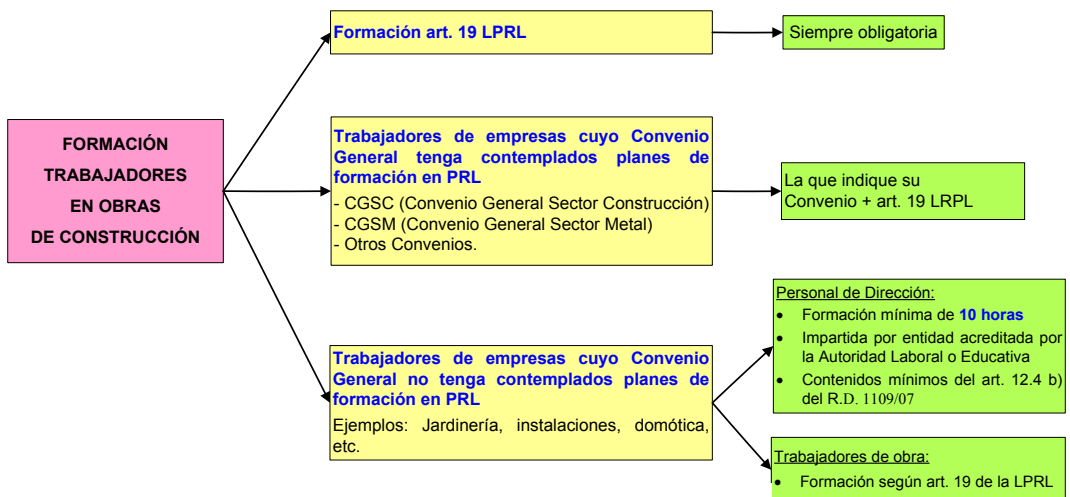 FORMACIÓN
TRABAJADORES
EN OBRAS
DE CONSTRUCCIÓN
Formación art. 19 LPRL
Siempre obligatoria
Trabajadores de empresas cuyo Convenio
General tenga contemplados planes de
formación en PRL
- CGSC (Convenio General Sector Construcción)
- CGSM (Convenio General Sector Metal)
- Otros Convenios.
La que indique su
Convenio + art. 19 LRPL
Trabajadores de empresas cuyo Convenio
General no tenga contemplados planes de
formación en PRL
Ejemplos: Jardinería, instalaciones, domótica,
etc.
Personal de Dirección:
• Formación mínima de 10 horas
• Impartida por entidad acreditada por
la Autoridad Laboral o Educativa
• Contenidos mínimos del art. 12.4 b)
del R.D. 1109/07
Trabajadores de obra:
• Formación según art. 19 de la LPRL